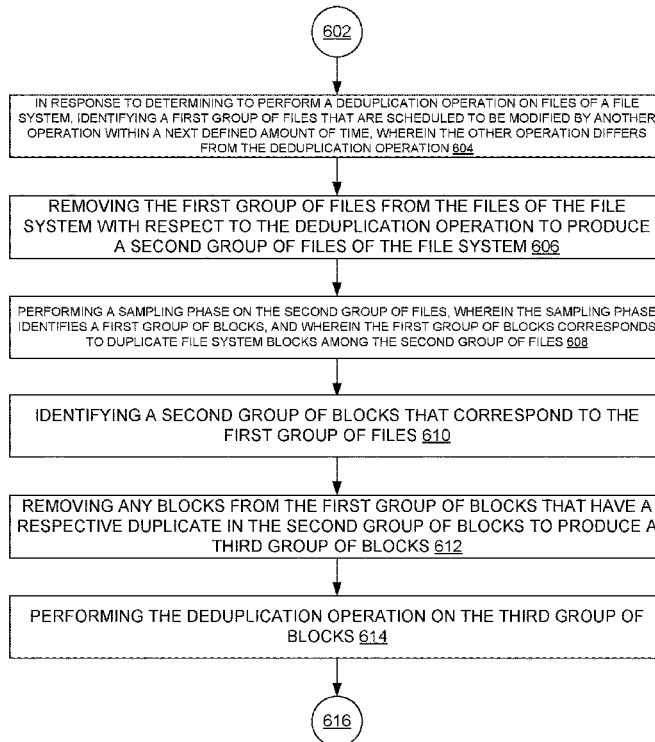 602
IN RESPONSE TO DETERMINING TO PERFORM A DEDUPLICATION OPERATION ON FILES OF A FILE
SYSTEM, IDENTIFYING A FIRST GROUP OF FILES THAT ARE SCHEDULED TO BE MODIFIED BY ANOTHER
OPERATION WITHIN A NEXT DEFINED AMOUNT OF TIME, WHEREIN THE OTHER OPERATION DIFFERS
FROM THE DEDUPLICATION OPERATION 604
REMOVING THE FIRST GROUP OF FILES FROM THE FILES OF THE FILE
SYSTEM WITH RESPECT TO THE DEDUPLICATION OPERATION TO PRODUCE
A SECOND GROUP OF FILES OF THE FILE SYSTEM 606
PERFORMING A SAMPLING PHASE ON THE SECOND GROUP OF FILES, WHEREIN THE SAMPLING PHASE
IDENTIFIES A FIRST GROUP OF BLOCKS, AND WHEREIN THE FIRST GROUP OF BLOCKS CORRESPONDS
TO DUPLICATE FILE SYSTEM BLOCKS AMONG THE SECOND GROUP OF FILES 608
IDENTIFYING A SECOND GROUP OF BLOCKS THAT CORRESPOND TO THE
FIRST GROUP OF FILES 610
REMOVING ANY BLOCKS FROM THE FIRST GROUP OF BLOCKS THAT HAVE A
RESPECTIVE DUPLICATE IN THE SECOND GROUP OF BLOCKS TO PRODUCE A
THIRD GROUP OF BLOCKS 612
PERFORMING THE DEDUPLICATION OPERATION ON THE THIRD GROUP OF
BLOCKS 614
616